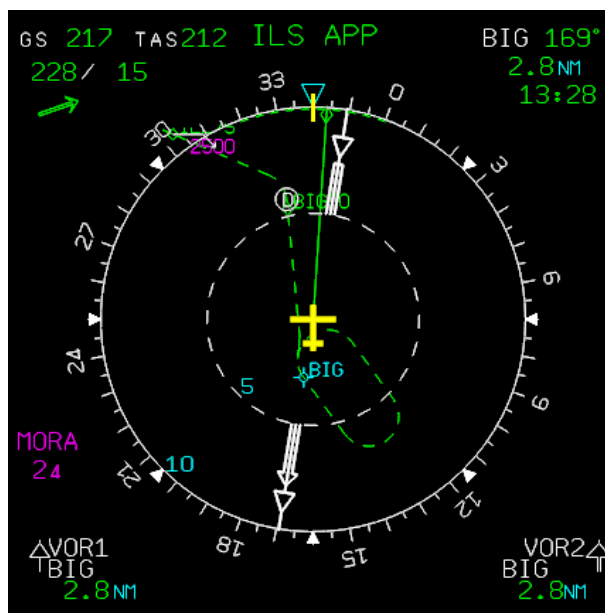 GS 217 TAS212 ILS APP BIG 169°
228/ 15 2.8NM
13:28
33 0
30
2500
3
D BIG
27
6
24
BIG
5
9
MORA
24
10
21
12
18
15
VOR1 VOR2
BIG BIG
2.8NM 2.8NM